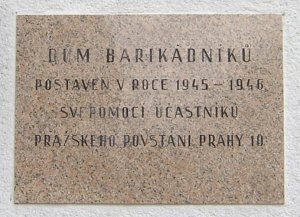 DŮM BARIKÁDNÍKŮ
POSTAVEN V ROCE 1945 – 1946
SVÉPOMOCÍ ÚČASTNÍKŮ
PRAŽSKÉHO POVSTÁNÍ PRAHY 10